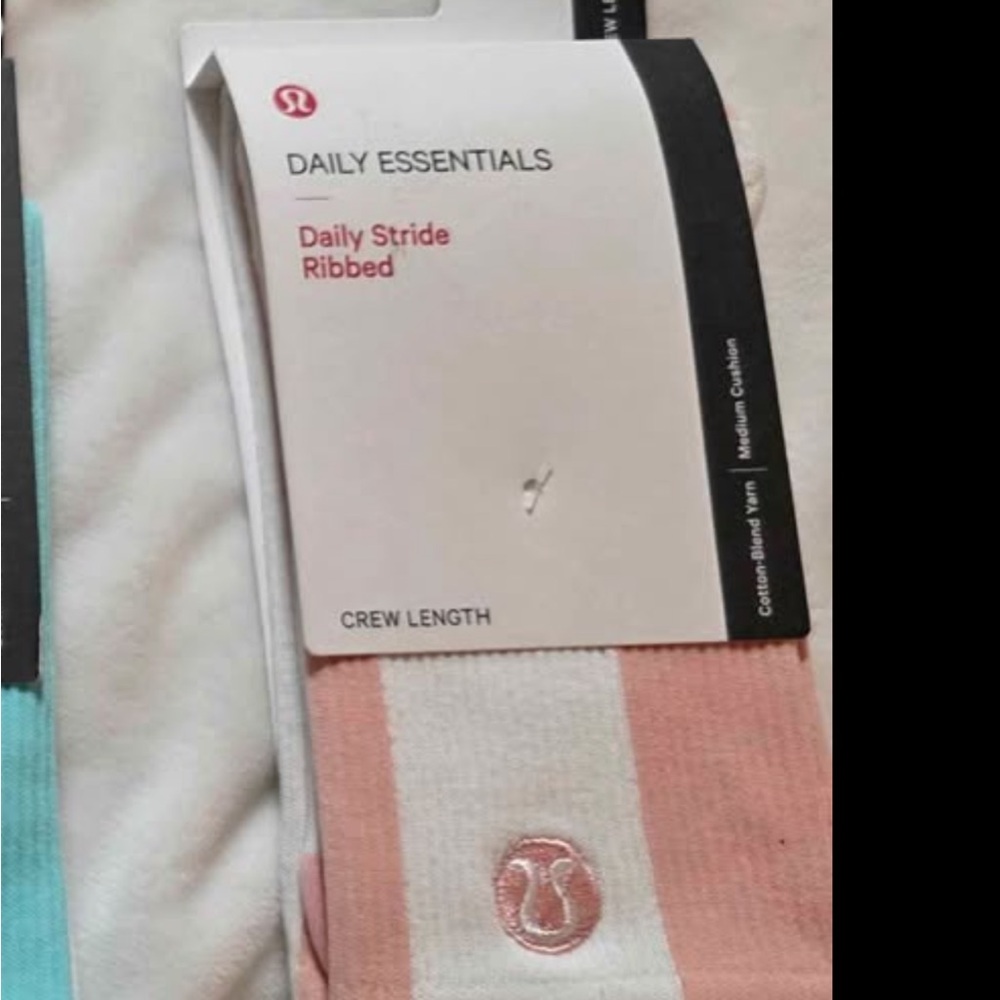 DAILY ESSENTIALS
Daily Stride
Ribbed
CREW LENGTH
Cotton-Blend Yarn | Medium Cushion